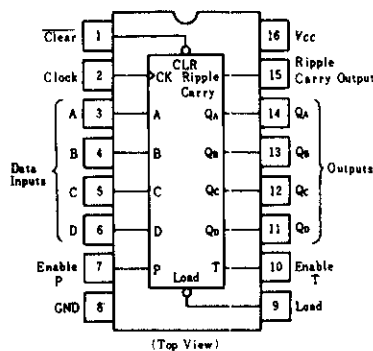 Clear 1 16 Vcc
CLR
Clock 2 CK Ripple Carry 15 Ripple Carry Output
A 3 A QA 14 QA
B 4 B QB 13 QB
Data Inputs
Outputs
C 5 C QC 12 QC
D 6 D QD 11 QD
Enable P 7 P T 10 Enable T
Load
GND 8 9 Load
(Top View)